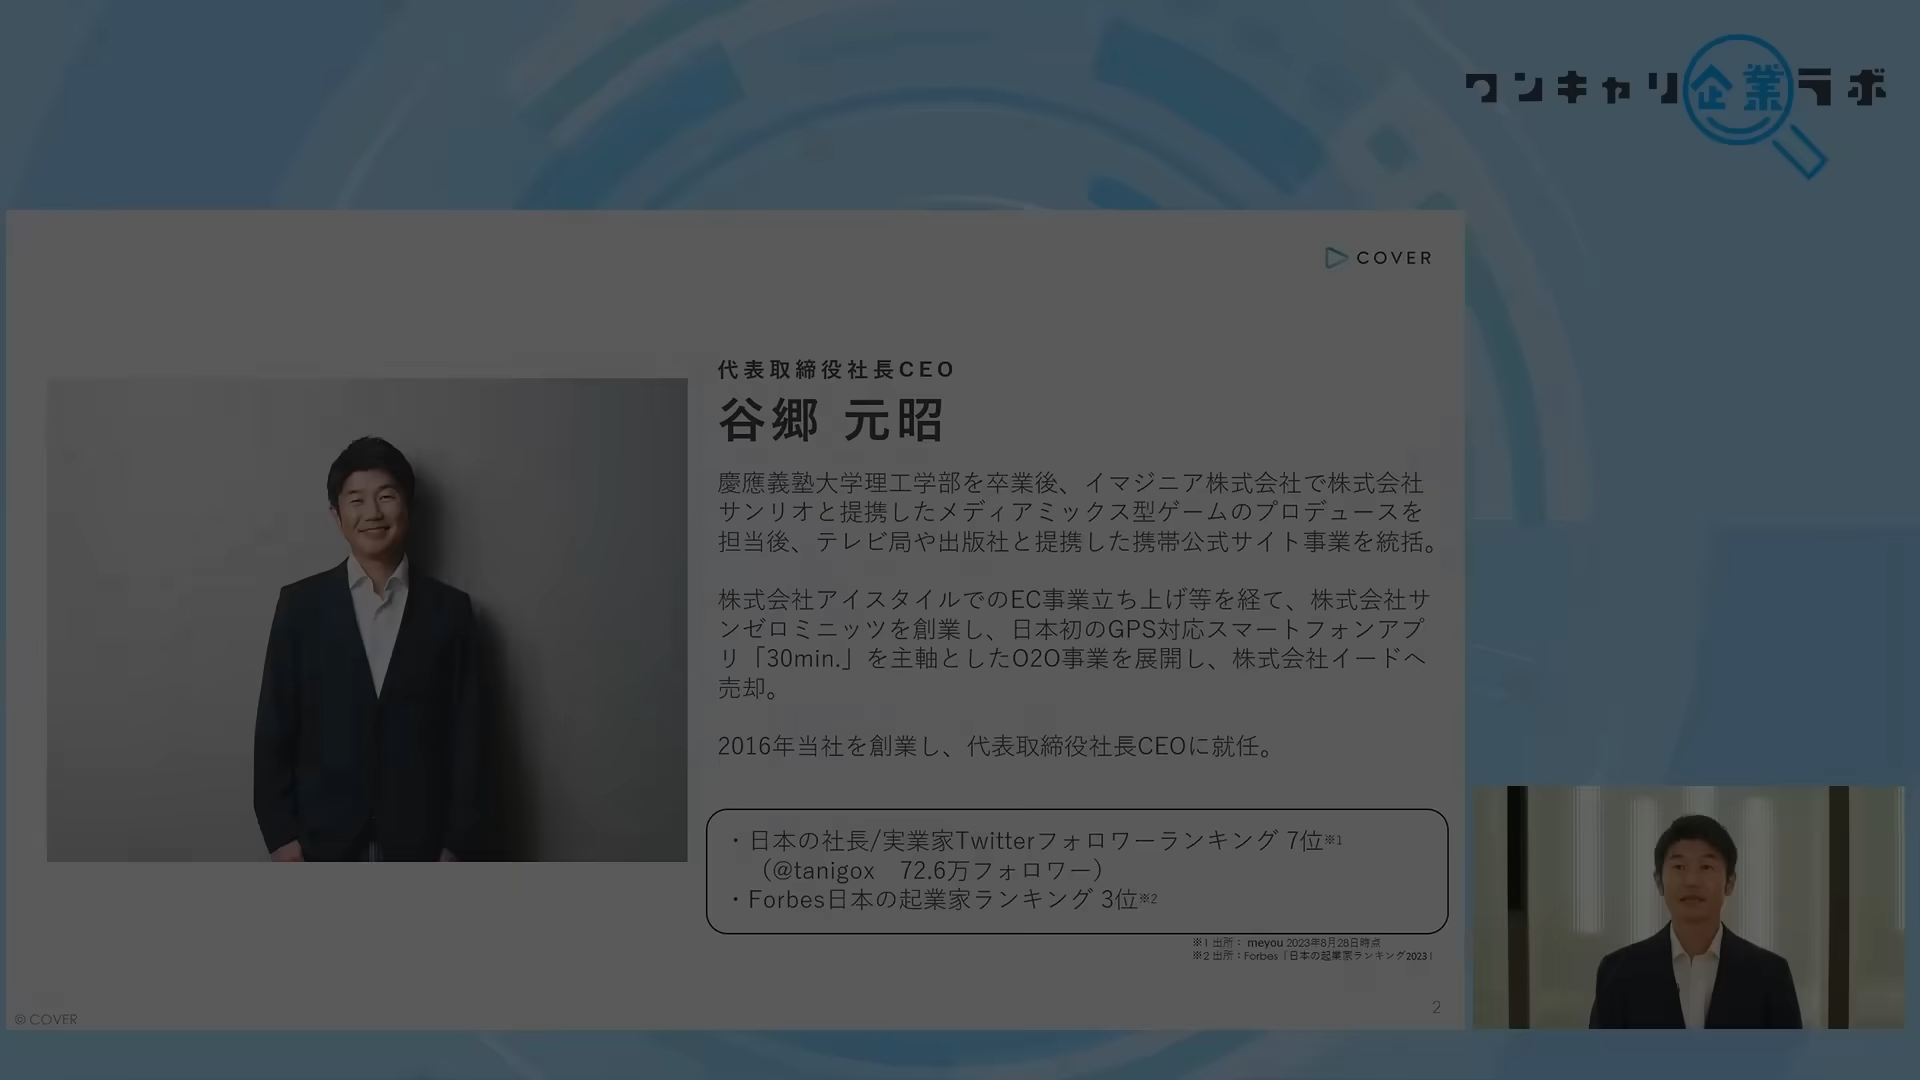 ワンキャリ企業ラボ
COVER
代表取締役社長CEO
谷郷 元昭
慶應義塾大学理工学部を卒業後、イマジニア株式会社で株式会社
サンリオと提携したメディアミックス型ゲームのプロデュースを
担当後、テレビ局や出版社と提携した携帯公式サイト事業を統括。
株式会社アイスタイルでのEC事業立ち上げ等を経て、株式会社サ
ンゼロミニッツを創業し、日本初のGPS対応スマートフォンアプ
リ「30min.」を主軸としたO2O事業を展開し、株式会社イードへ
売却。
2016年当社を創業し、代表取締役社長CEOに就任。
・日本の社長/実業家Twitterフォロワーランキング 7位※1
（@tanigox　72.6万フォロワー）
・Forbes日本の起業家ランキング 3位※2
※1 出所： meyou 2023年8月28日時点
※2 出所：Forbes「日本の起業家ランキング2023」
© COVER
2